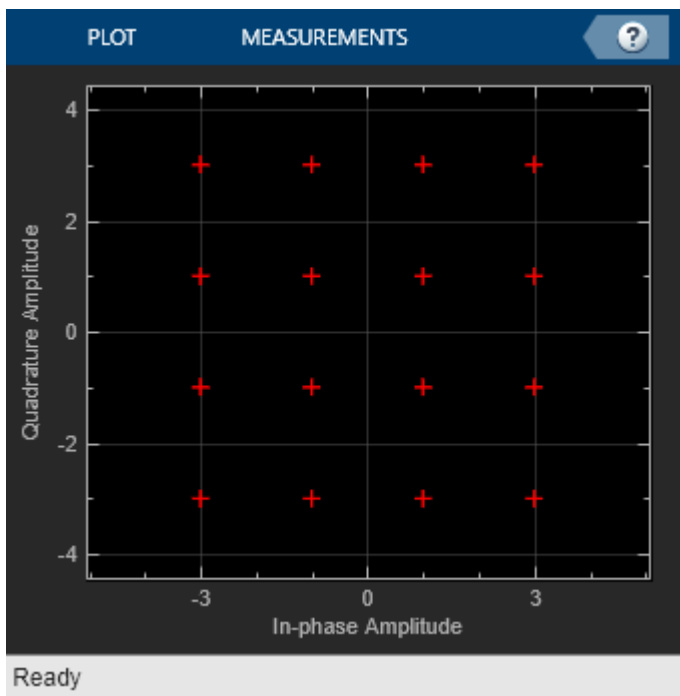 PLOT MEASUREMENTS ?
4
2
0
-2
-4
Quadrature Amplitude
-3 0 3
In-phase Amplitude
Ready